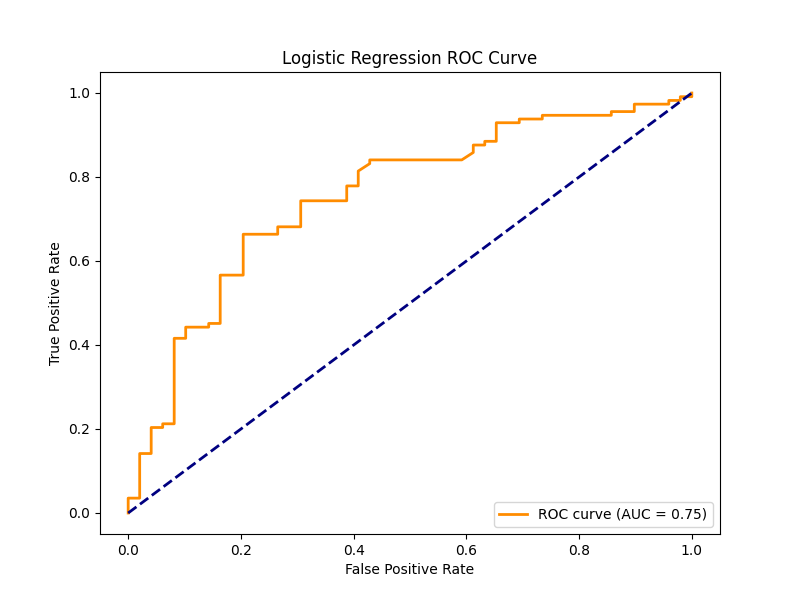 Logistic Regression ROC Curve
1.0
0.8
0.6
0.4
0.2
0.0
True Positive Rate
0.0 0.2 0.4 0.6 0.8 1.0
False Positive Rate
ROC curve (AUC = 0.75)